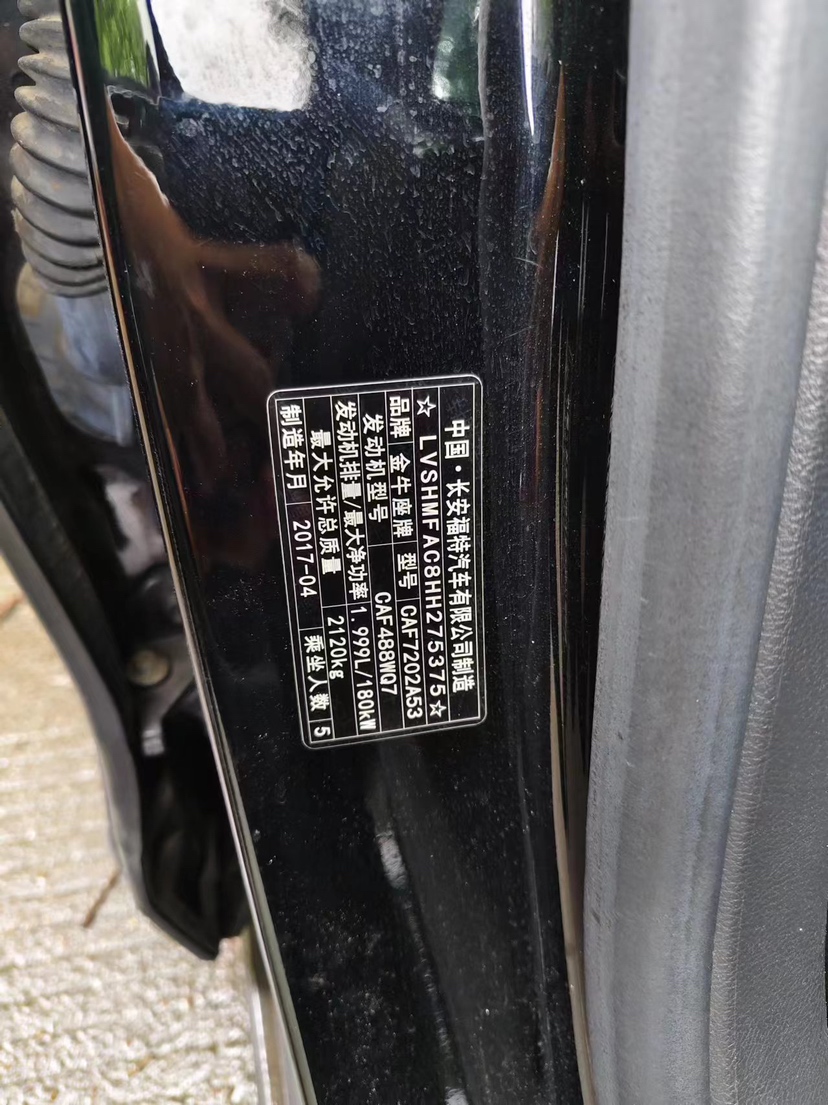 中国·长安福特汽车有限公司制造
☆ LVSHMFAC8HH275375☆
品牌 金牛座牌 型号 CAF7202A53
发动机型号 CAF488WQ7
发动机排量/最大净功率 1.999L/180kW
最大允许总质量 2120kg
制造年月 2017-04 乘坐人数 5